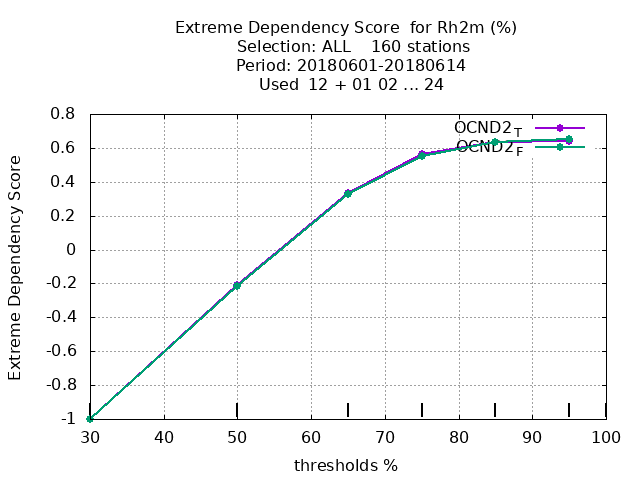 Extreme Dependency Score  for Rh2m (%)
Selection: ALL    160 stations
Period: 20180601-20180614
Used  12 + 01 02 ... 24
Extreme Dependency Score
0.8
0.6
0.4
0.2
0
-0.2
-0.4
-0.6
-0.8
-1
OCND2T
OCND2F
30 40 50 60 70 80 90 100
thresholds %